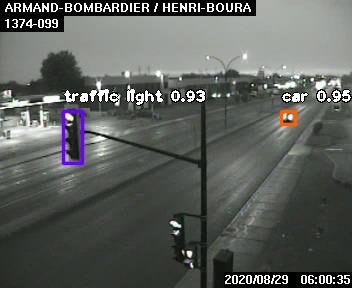 ARMAND-BOMBARDIER / HENRI-BOURA
1374-099
traffic light 0.93
car 0.95
2020/08/29 06:00:35